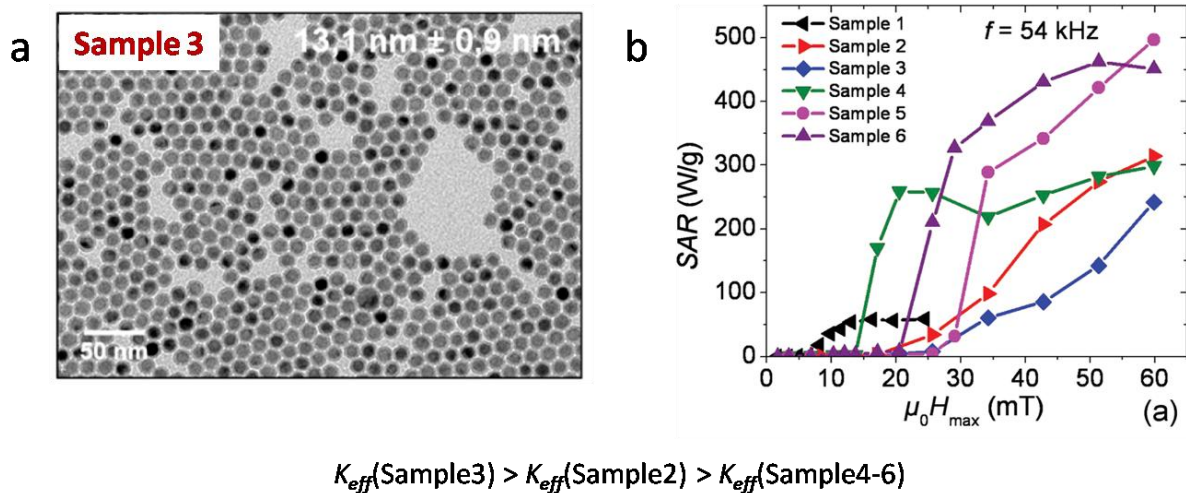 a
Sample 3
13,1 nm ± 0,9 nm
50 nm
b
f = 54 kHz
Sample 1
Sample 2
Sample 3
Sample 4
Sample 5
Sample 6
SAR (W/g)
500
400
300
200
100
0
0 10 20 30 40 50 60
μ₀Hmax (mT)
(a)
Keff(Sample3) > Keff(Sample2) > Keff(Sample4-6)